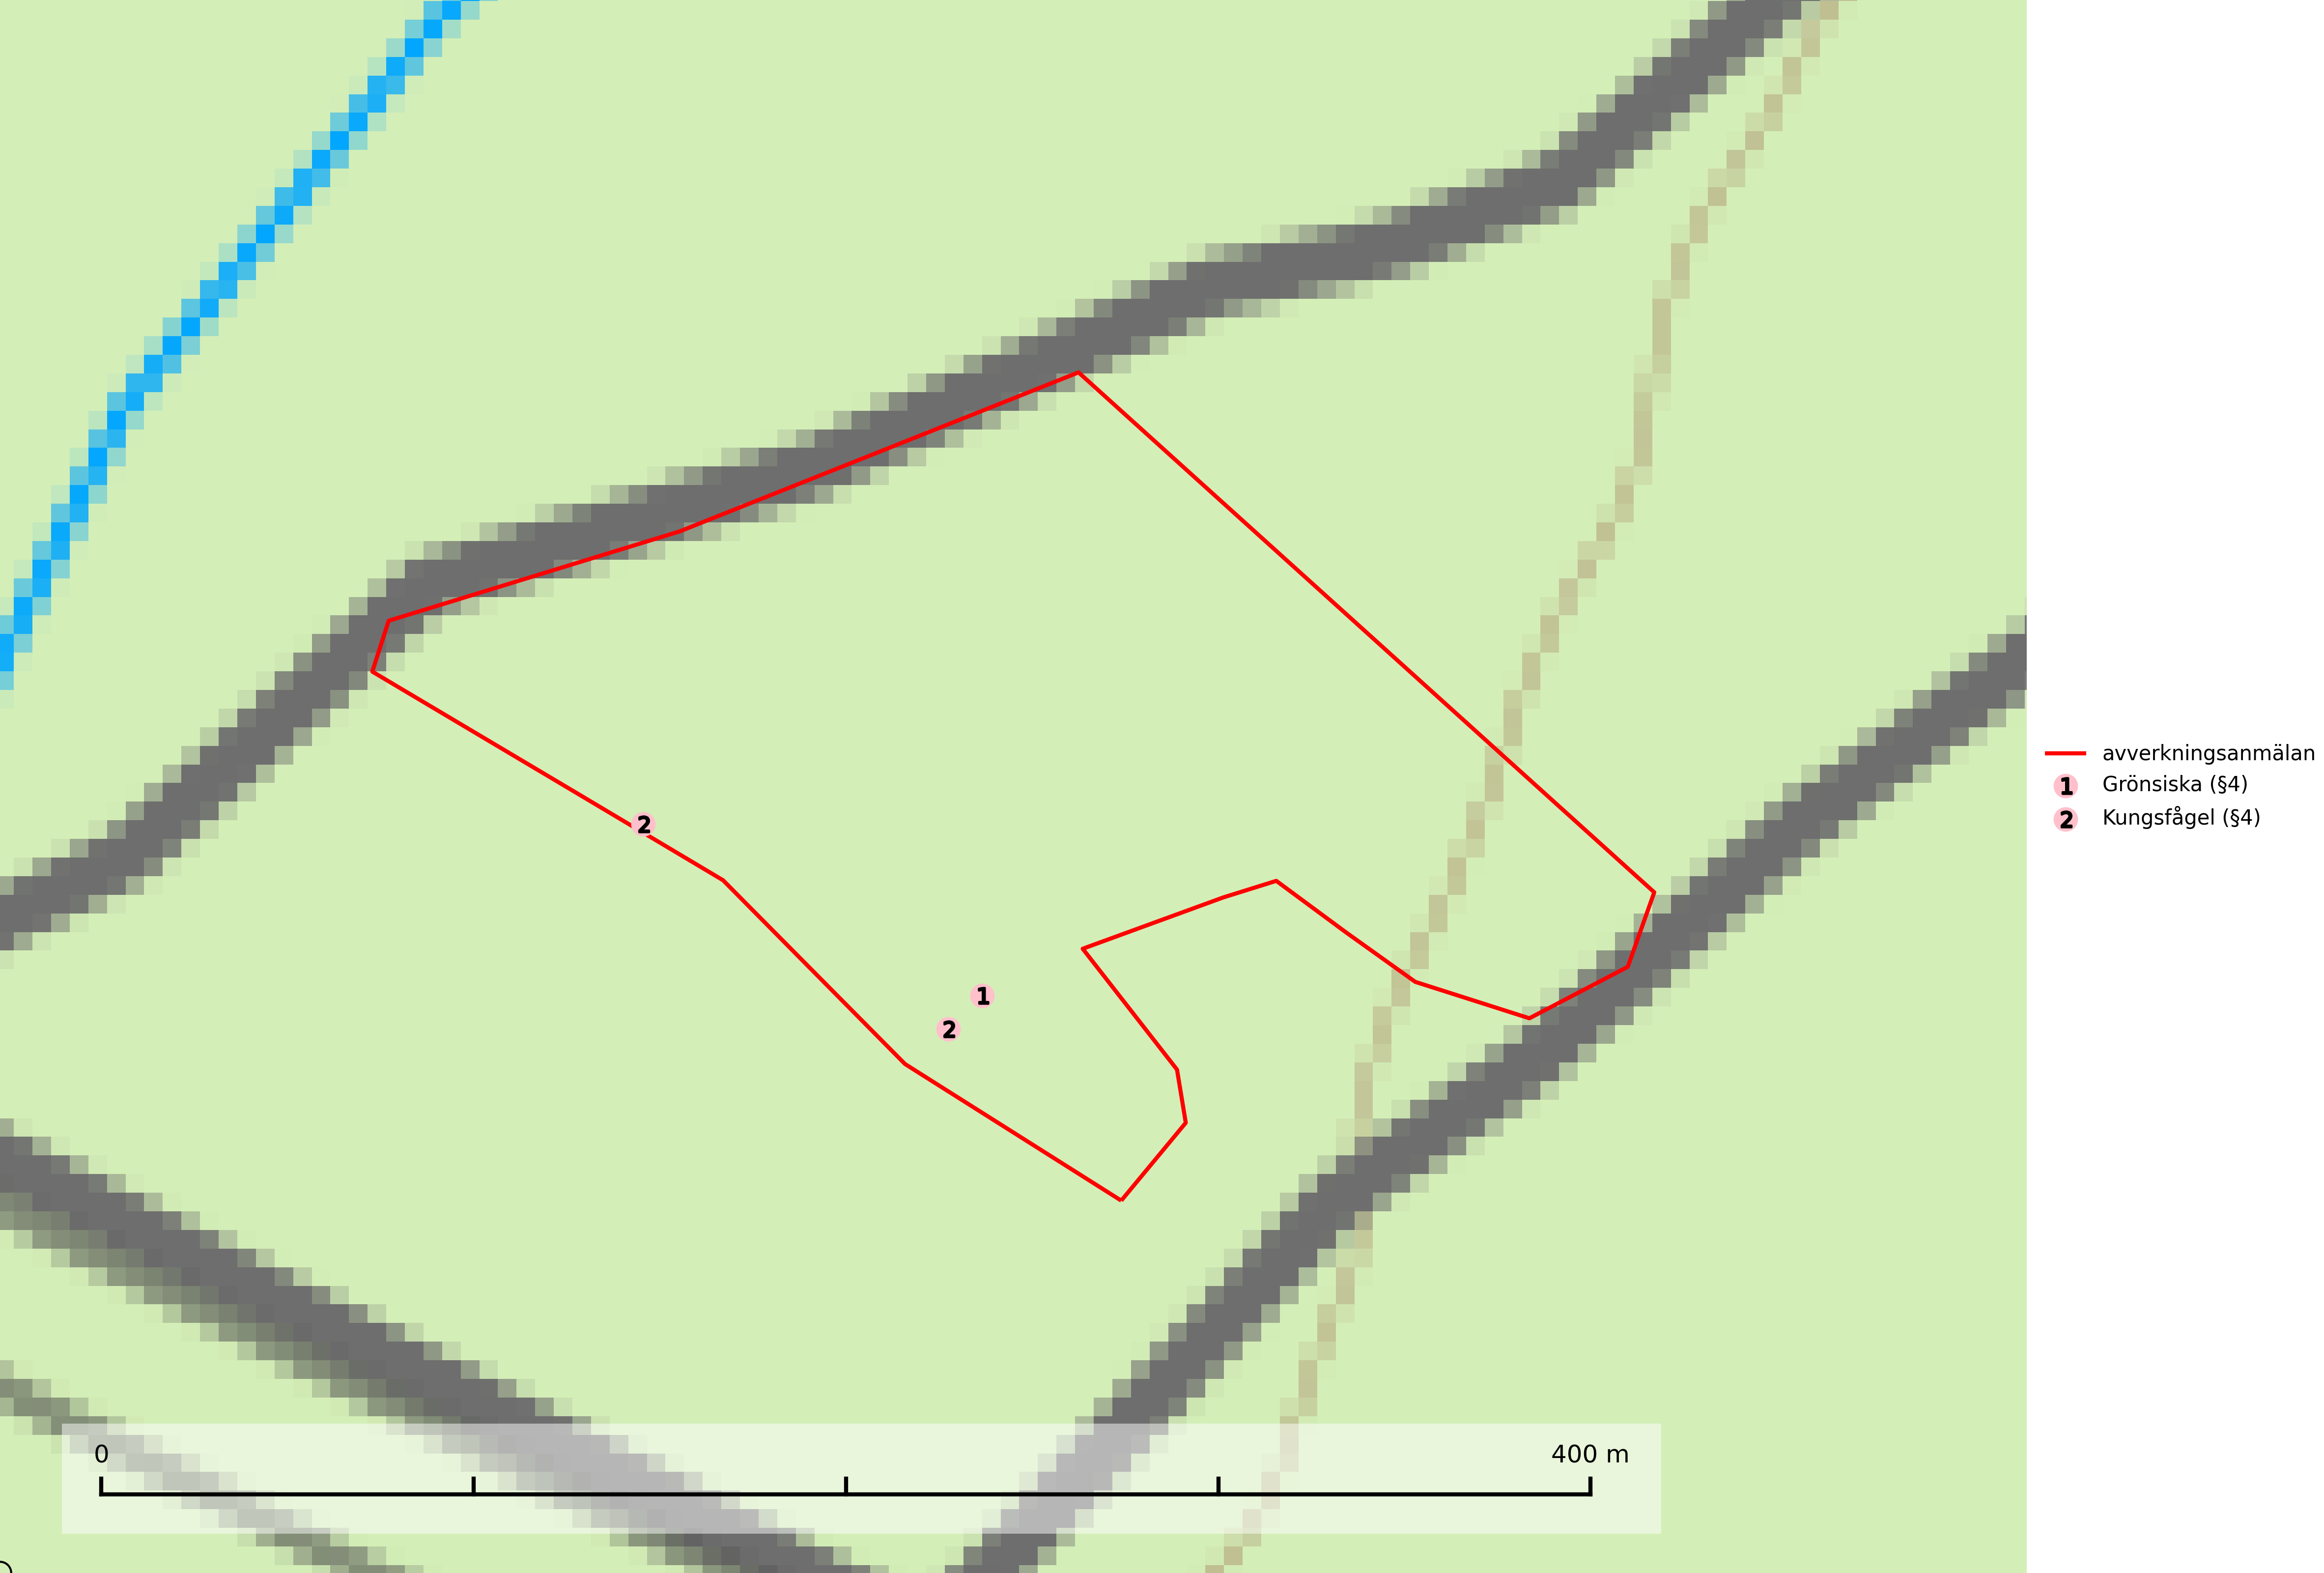 2
1
2
0
400 m
avverkningsanmälan
1 Grönsiska (§4)
2 Kungsfågel (§4)